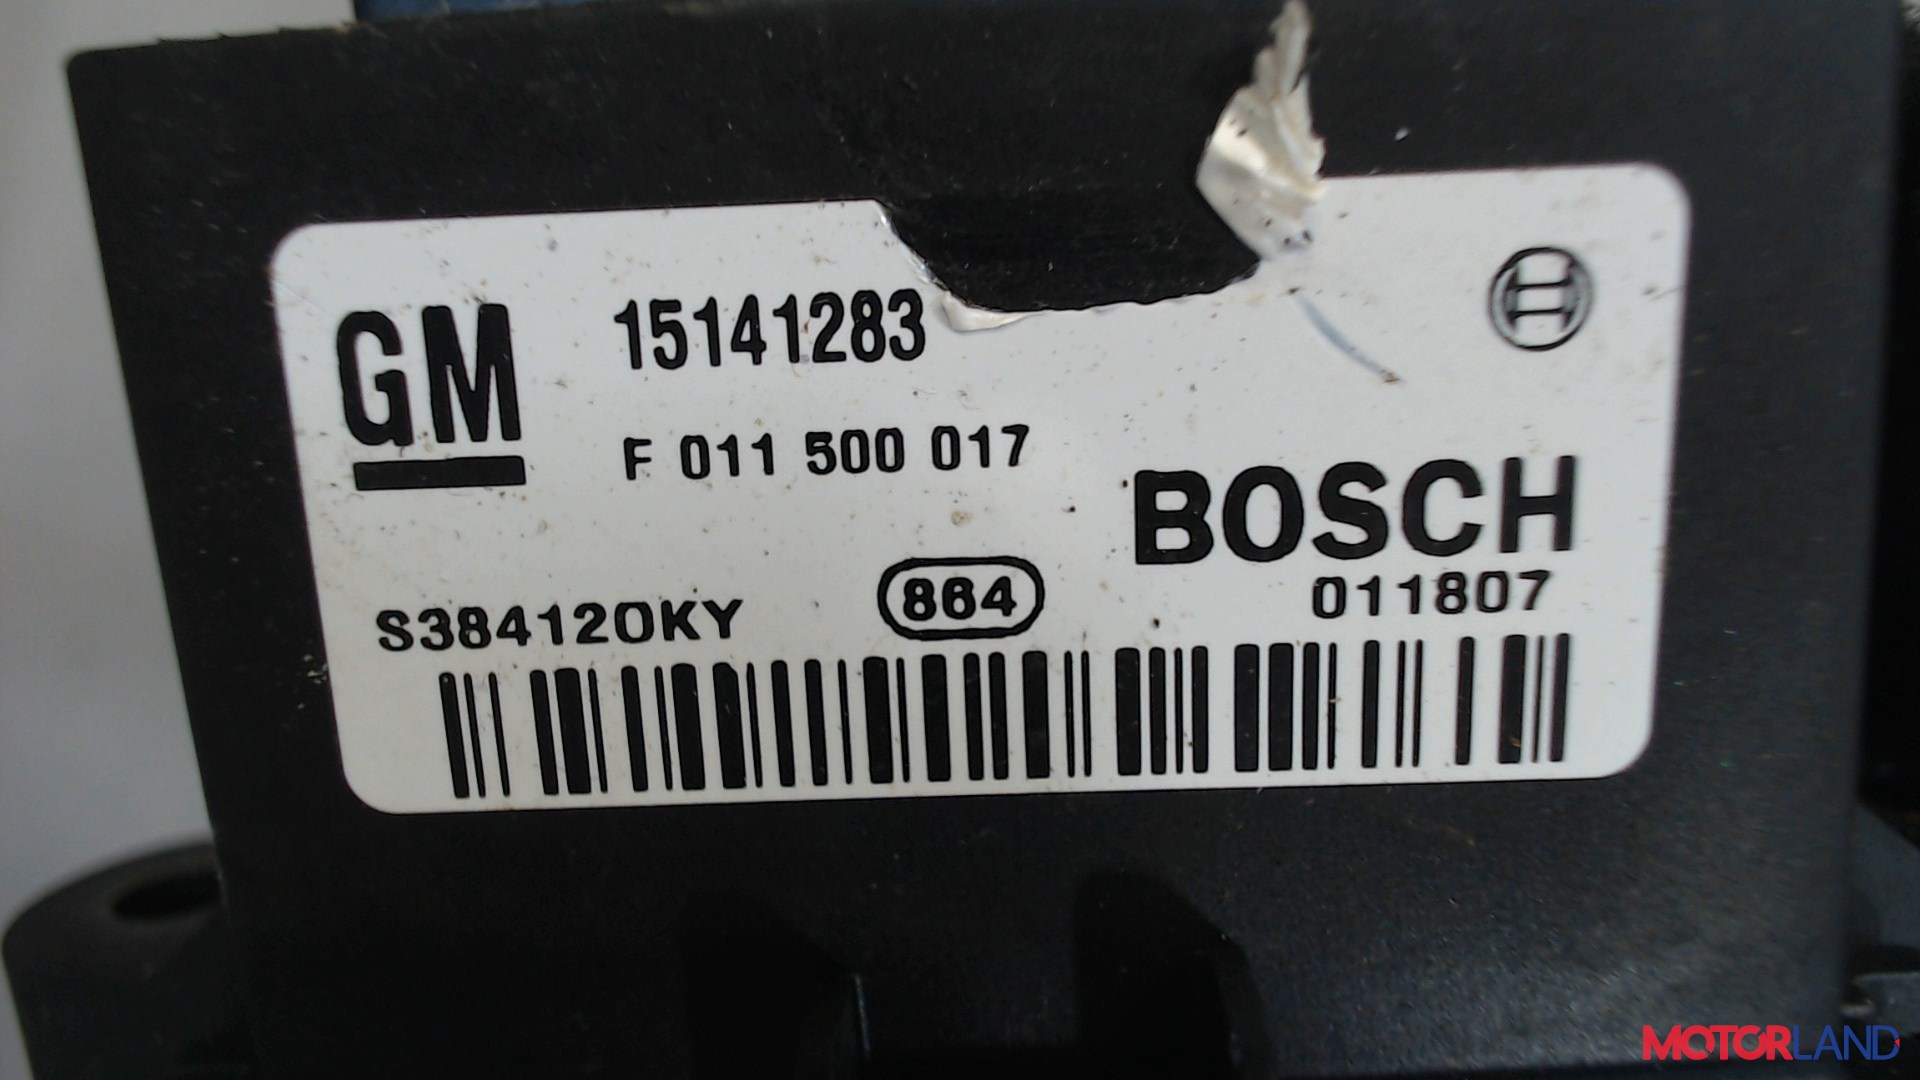 GM
15141283
F 011 500 017
BOSCH
S384120KY
864
011807
MOTORLAND